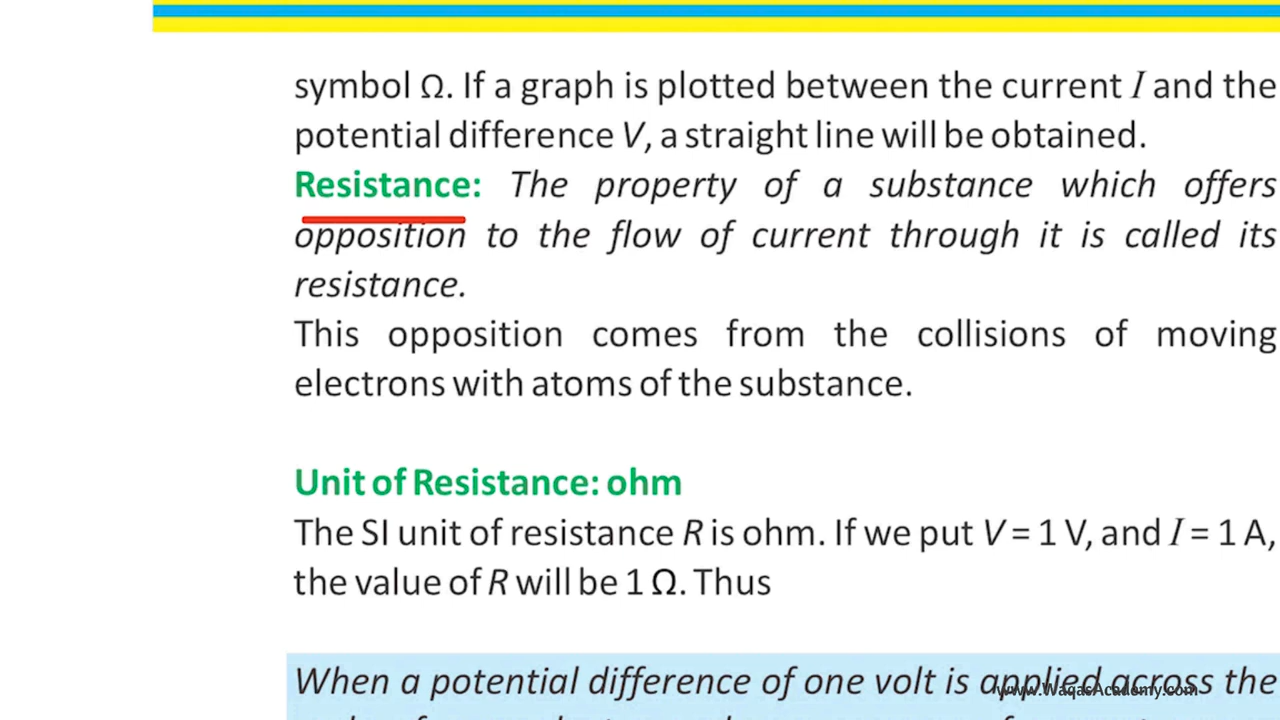 symbol Ω. If a graph is plotted between the current I and the
potential difference V, a straight line will be obtained.
Resistance: The property of a substance which offers
opposition to the flow of current through it is called its
resistance.
This opposition comes from the collisions of moving
electrons with atoms of the substance.
Unit of Resistance: ohm
The SI unit of resistance R is ohm. If we put V = 1 V, and I = 1 A,
the value of R will be 1 Ω. Thus
When a potential difference of one volt is applied across the
www.WaqasAcademy.com